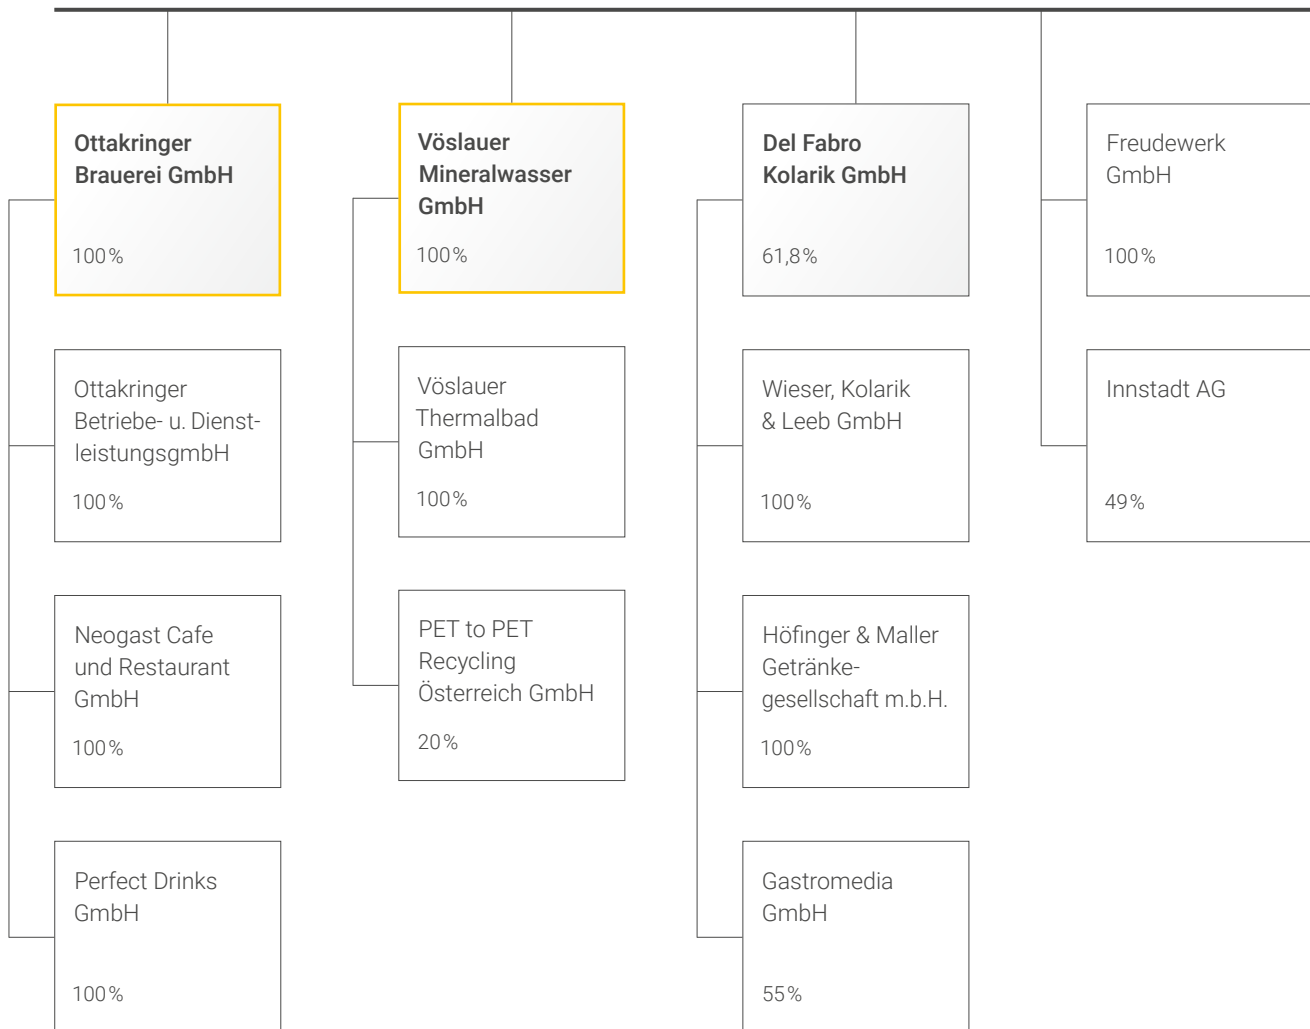 Ottakringer
Brauerei GmbH
100%
Ottakringer
Betriebe- u. Dienst-
leistungsgmbH
100%
Neogast Cafe
und Restaurant
GmbH
100%
Perfect Drinks
GmbH
100%
Vöslauer
Mineralwasser
GmbH
100%
Vöslauer
Thermalbad
GmbH
100%
PET to PET
Recycling
Österreich GmbH
20%
Del Fabro
Kolarik GmbH
61,8%
Wieser, Kolarik
& Leeb GmbH
100%
Höfinger & Maller
Getränke-
gesellschaft m.b.H.
100%
Gastromedia
GmbH
55%
Freudewerk
GmbH
100%
Innstadt AG
49%